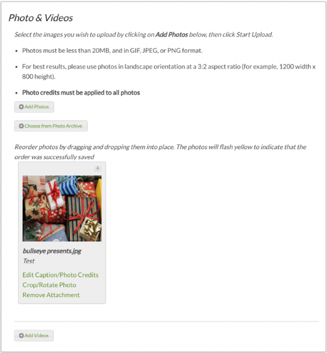 Photo & Videos
Select the images you wish to upload by clicking on Add Photos below, then click Start Upload.
• Photos must be less than 20MB, and in GIF, JPEG, or PNG format.
• For best results, please use photos in landscape orientation at a 3:2 aspect ratio (for example, 1200 width x
800 height).
• Photo credits must be applied to all photos
Add Photos
Choose from Photo Archive
Reorder photos by dragging and dropping them into place. The photos will flash yellow to indicate that the
order was successfully saved
bullseye presents.jpg
Test
Edit Caption/Photo Credits
Crop/Rotate Photo
Remove Attachment
Add Videos